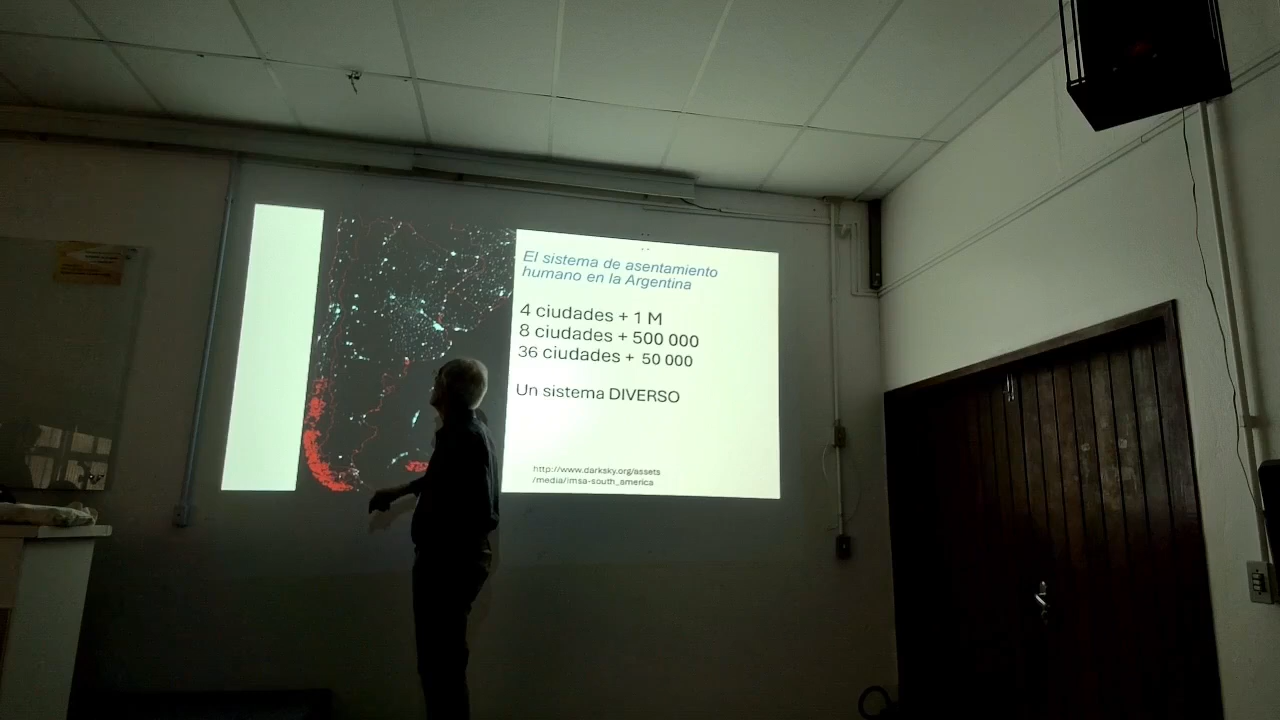 El sistema de asentamiento
humano en la Argentina
4 ciudades + 1 M
8 ciudades + 500 000
36 ciudades + 50 000
Un sistema DIVERSO
http://www.darksky.org/assets
/media/imsa-south_america